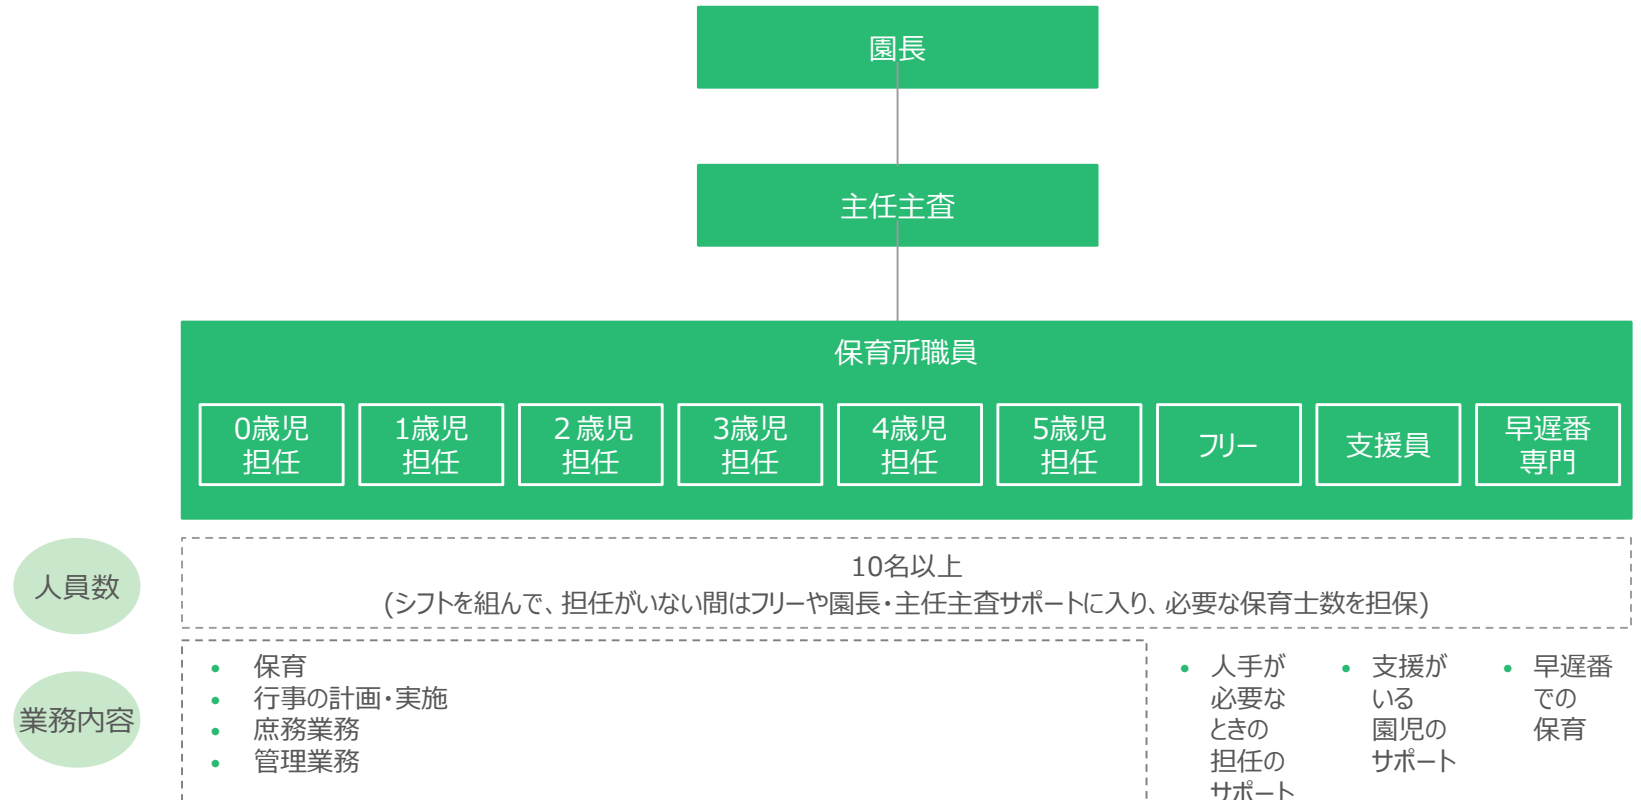 園長
主任主査
保育所職員
0歳児
担任
1歳児
担任
２歳児
担任
3歳児
担任
4歳児
担任
5歳児
担任
フリー
支援員
早遅番
専門
人員数
10名以上
(シフトを組んで、担任がいない間はフリーや園長・主任主査サポートに入り、必要な保育士数を担保)
業務内容
• 保育
• 行事の計画・実施
• 庶務業務
• 管理業務
• 人手が
必要な
ときの
担任の
サポート
• 支援が
いる
園児の
サポート
• 早遅番
での
保育